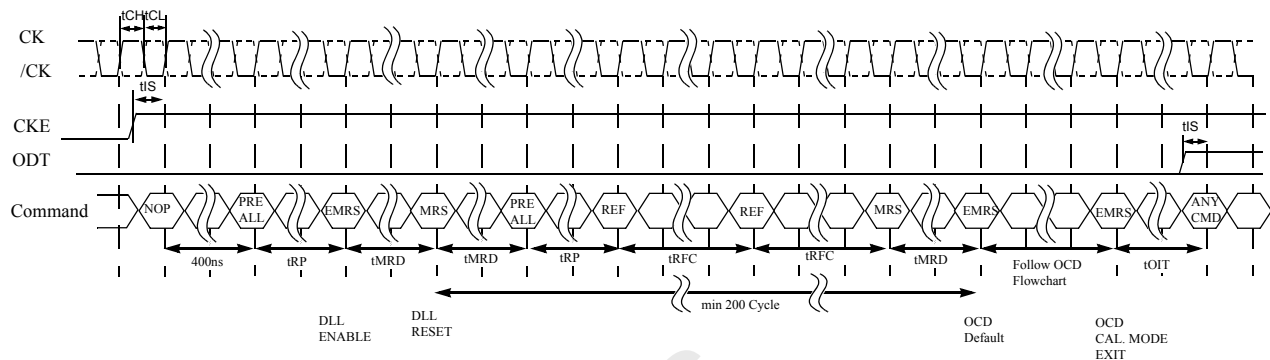 tCH tCL
CK
/CK
tIS
CKE
tIS
ODT
Command
NOP
PRE
ALL
EMRS
MRS
PRE
ALL
REF
REF
MRS
EMRS
EMRS
ANY
CMD
400ns
tRP
tMRD
tMRD
tRP
tRFC
tRFC
tMRD
Follow OCD
Flowchart
tOIT
min 200 Cycle
DLL
ENABLE
DLL
RESET
OCD
Default
OCD
CAL. MODE
EXIT